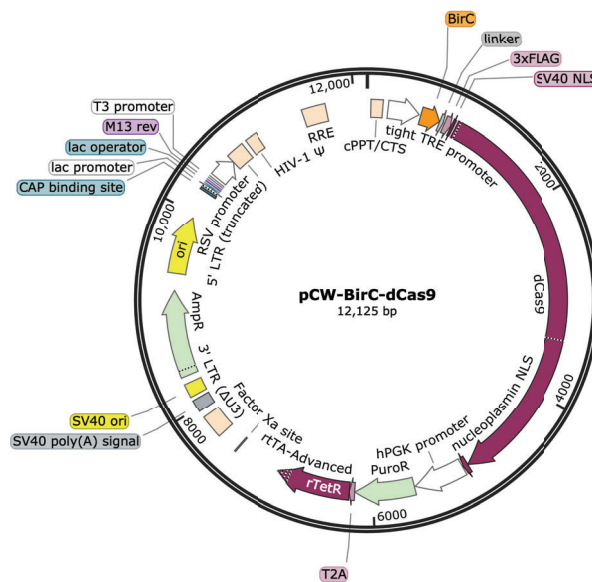 BirC
linker
3xFLAG
SV40 NLS
12,000
T3 promoter
M13 rev
lac operator
lac promoter
CAP binding site
RRE
HIV-1 Ψ
cPPT/CTS
tight TRE promoter
2000
RSV promoter
5' LTR (truncated)
10,000
ori
pCW-BirC-dCas9
12,125 bp
dCas9
AmpR
4000
3' LTR (ΔU3)
nucleoplasmin NLS
SV40 ori
SV40 poly(A) signal
8000
Factor Xa site
rtTA-Advanced
rTetR
hPGK promoter
PuroR
6000
T2A